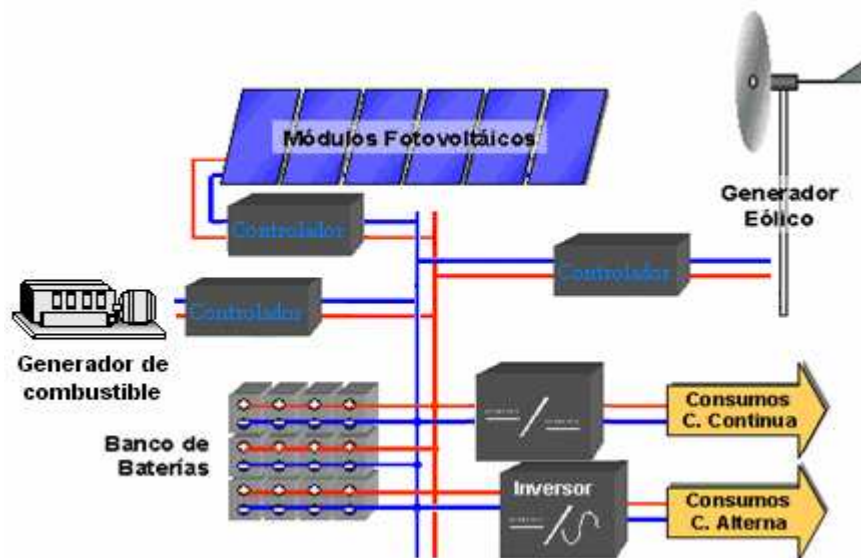 Módulos Fotovoltáicos
Generador
Eólico
Controlador
Controlador
Controlador
Generador de
combustible
Banco de
Baterías
Consumos
C. Continua
Inversor
Consumos
C. Alterna